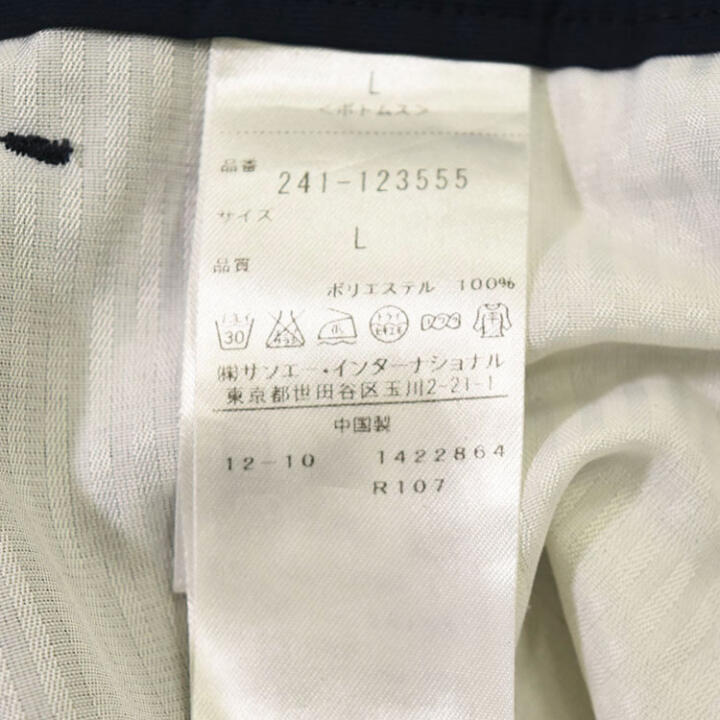 L
<ボトムス>
品番
241-123555
サイズ
L
品質
ポリエステル 100%
30
(株)サンエー・インターナショナル
東京都世田谷区玉川2-21-1
中国製
12-10 1422864
R107